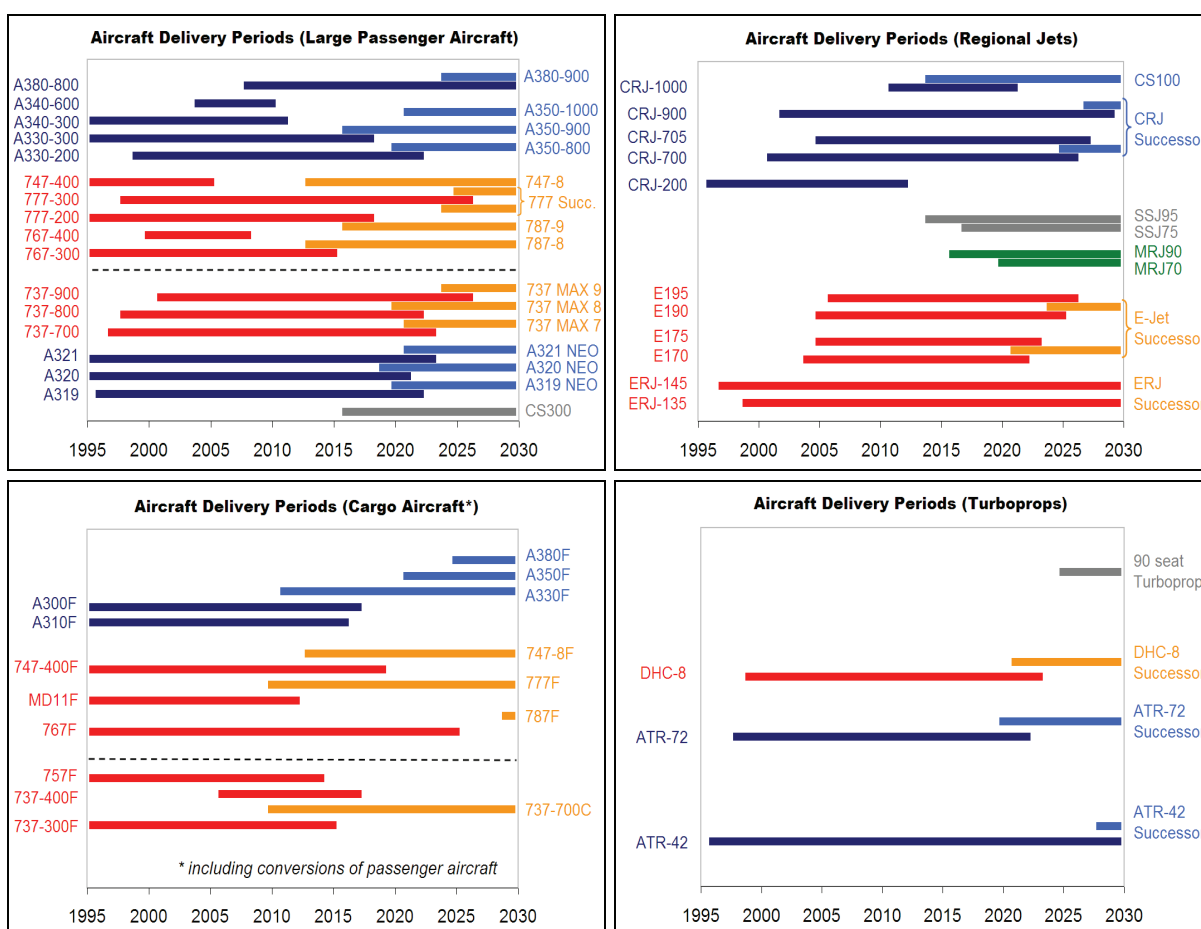 Aircraft Delivery Periods (Large Passenger Aircraft)
A380-800
A340-600
A340-300
A330-300
A330-200
747-400
777-300
777-200
767-400
767-300
737-900
737-800
737-700
A321
A320
A319
A380-900
A350-1000
A350-900
A350-800
747-8
777 Succ.
787-9
787-8
737 MAX 9
737 MAX 8
737 MAX 7
A321 NEO
A320 NEO
A319 NEO
CS300
1995 2000 2005 2010 2015 2020 2025 2030
Aircraft Delivery Periods (Regional Jets)
CRJ-1000
CRJ-900
CRJ-705
CRJ-700
CRJ-200
E195
E190
E175
E170
ERJ-145
ERJ-135
CS100
CRJ
Successo
SSJ95
SSJ75
MRJ90
MRJ70
E-Jet
Successo
ERJ
Successo
1995 2000 2005 2010 2015 2020 2025 2030
Aircraft Delivery Periods (Cargo Aircraft*)
A300F
A310F
747-400F
MD11F
767F
757F
737-400F
737-300F
A380F
A350F
A330F
747-8F
777F
787F
737-700C
* including conversions of passenger aircraft
1995 2000 2005 2010 2015 2020 2025 2030
Aircraft Delivery Periods (Turboprops)
DHC-8
ATR-72
ATR-42
90 seat
Turboprop
DHC-8
Successo
ATR-72
Successo
ATR-42
Successo
1995 2000 2005 2010 2015 2020 2025 2030